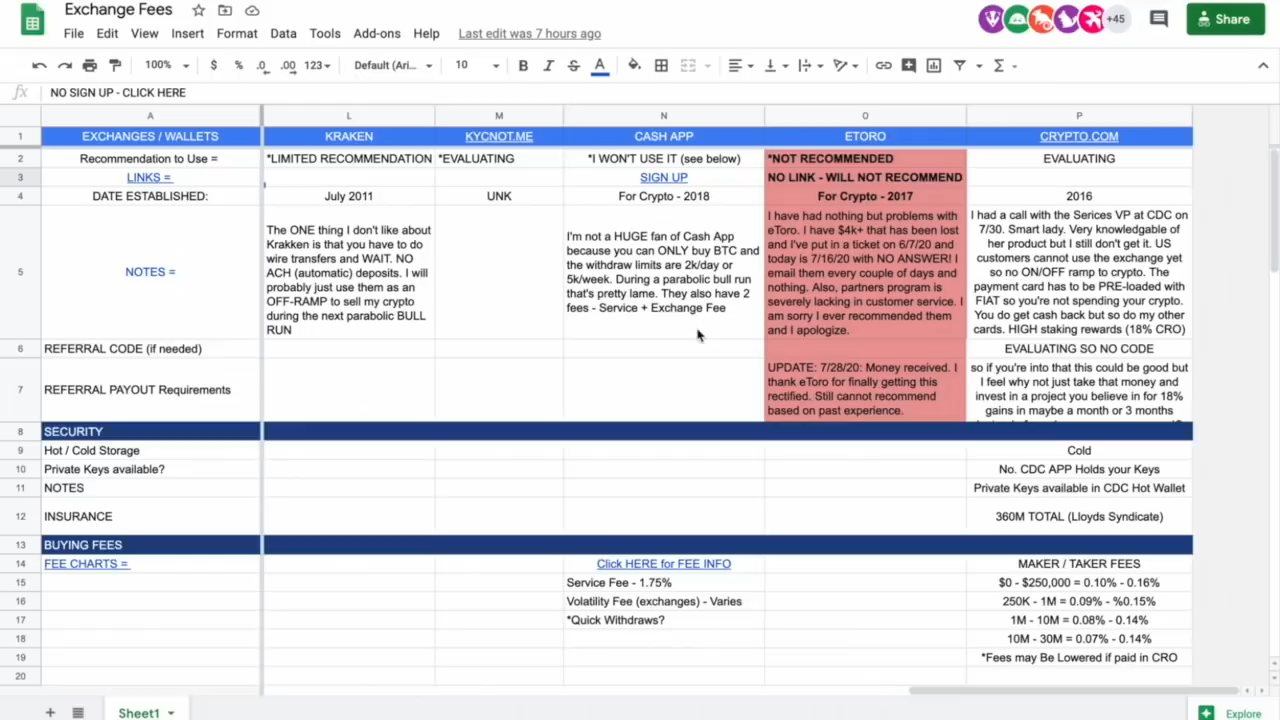 Exchange Fees
File Edit View Insert Format Data Tools Add-ons Help Last edit was 7 hours ago
+45
Share
100% $ % .0 .00 123 Default (Ari... 10 B I S A Σ
fx NO SIGN UP - CLICK HERE
A L M N O P
1 EXCHANGES / WALLETS KRAKEN KYCNOT.ME CASH APP ETORO CRYPTO.COM
2 Recommendation to Use = *LIMITED RECOMMENDATION *EVALUATING *I WON'T USE IT (see below) *NOT RECOMMENDED EVALUATING
3 LINKS = SIGN UP NO LINK - WILL NOT RECOMMEND
4 DATE ESTABLISHED: July 2011 UNK For Crypto - 2018 For Crypto - 2017 2016
5 NOTES =
The ONE thing I don't like about
Krakken is that you have to do
wire transfers and WAIT. NO
ACH (automatic) deposits. I will
probably just use them as an
OFF-RAMP to sell my crypto
during the next parabolic BULL
RUN
I'm not a HUGE fan of Cash App
because you can ONLY buy BTC and
the withdraw limits are 2k/day or
5k/week. During a parabolic bull run
that's pretty lame. They also have 2
fees - Service + Exchange Fee
I have had nothing but problems with
eToro. I have $4k+ that has been lost
and I've put in a ticket on 6/7/20 and
today is 7/16/20 with NO ANSWER! I
email them every couple of days and
nothing. Also, partners program is
severely lacking in customer service. I
am sorry I ever recommended them
and I apologize.
I had a call with the Serices VP at CDC on
7/30. Smart lady. Very knowledgable of
her product but I still don't get it. US
customers cannot use the exchange yet
so no ON/OFF ramp to crypto. The
payment card has to be PRE-loaded with
FIAT so you're not spending your crypto.
You do get cash back but so do my other
cards. HIGH staking rewards (18% CRO)
6 REFERRAL CODE (if needed) EVALUATING SO NO CODE
7 REFERRAL PAYOUT Requirements
UPDATE: 7/28/20: Money received. I
thank eToro for finally getting this
rectified. Still cannot recommend
based on past experience.
so if you're into that this could be good but
I feel why not just take that money and
invest in a project you believe in for 18%
gains in maybe a month or 3 months
8 SECURITY
9 Hot / Cold Storage Cold
10 Private Keys available? No. CDC APP Holds your Keys
11 NOTES Private Keys available in CDC Hot Wallet
12 INSURANCE 360M TOTAL (Lloyds Syndicate)
13 BUYING FEES
14 FEE CHARTS = Click HERE for FEE INFO MAKER / TAKER FEES
15 Service Fee - 1.75% $0 - $250,000 = 0.10% - 0.16%
16 Volatility Fee (exchanges) - Varies 250K - 1M = 0.09% - %0.15%
17 *Quick Withdraws? 1M - 10M = 0.08% - 0.14%
18 10M - 30M = 0.07% - 0.14%
19 *Fees may Be Lowered if paid in CRO
20
+ Sheet1 Explore